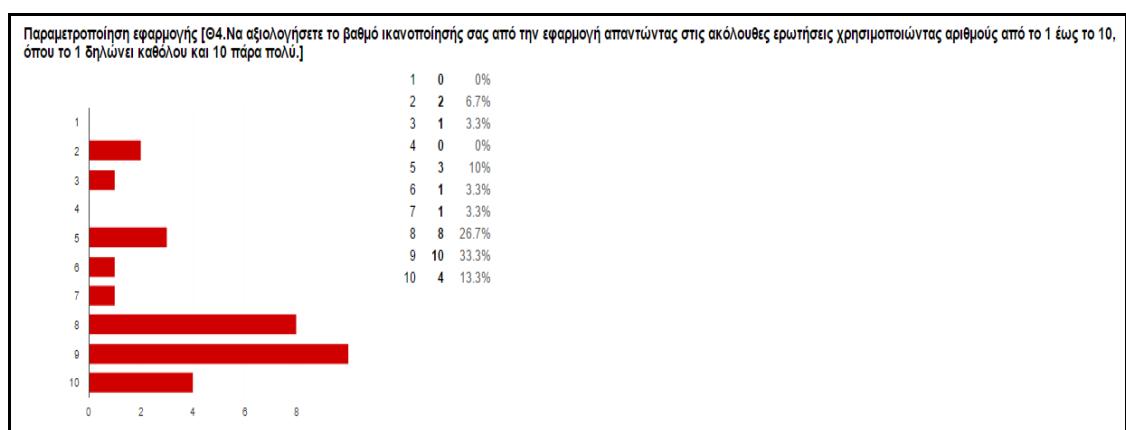 Παραμετροποίηση εφαρμογής [Θ4.Να αξιολογήσετε το βαθμό ικανοποίησής σας από την εφαρμογή απαντώντας στις ακόλουθες ερωτήσεις χρησιμοποιώντας αριθμούς από το 1 έως το 10,
όπου το 1 δηλώνει καθόλου και 10 πάρα πολύ.]
1 0 0%
2 2 6.7%
3 1 3.3%
4 0 0%
5 3 10%
6 1 3.3%
7 1 3.3%
8 8 26.7%
9 10 33.3%
10 4 13.3%
1
2
3
4
5
6
7
8
9
10
0 2 4 6 8